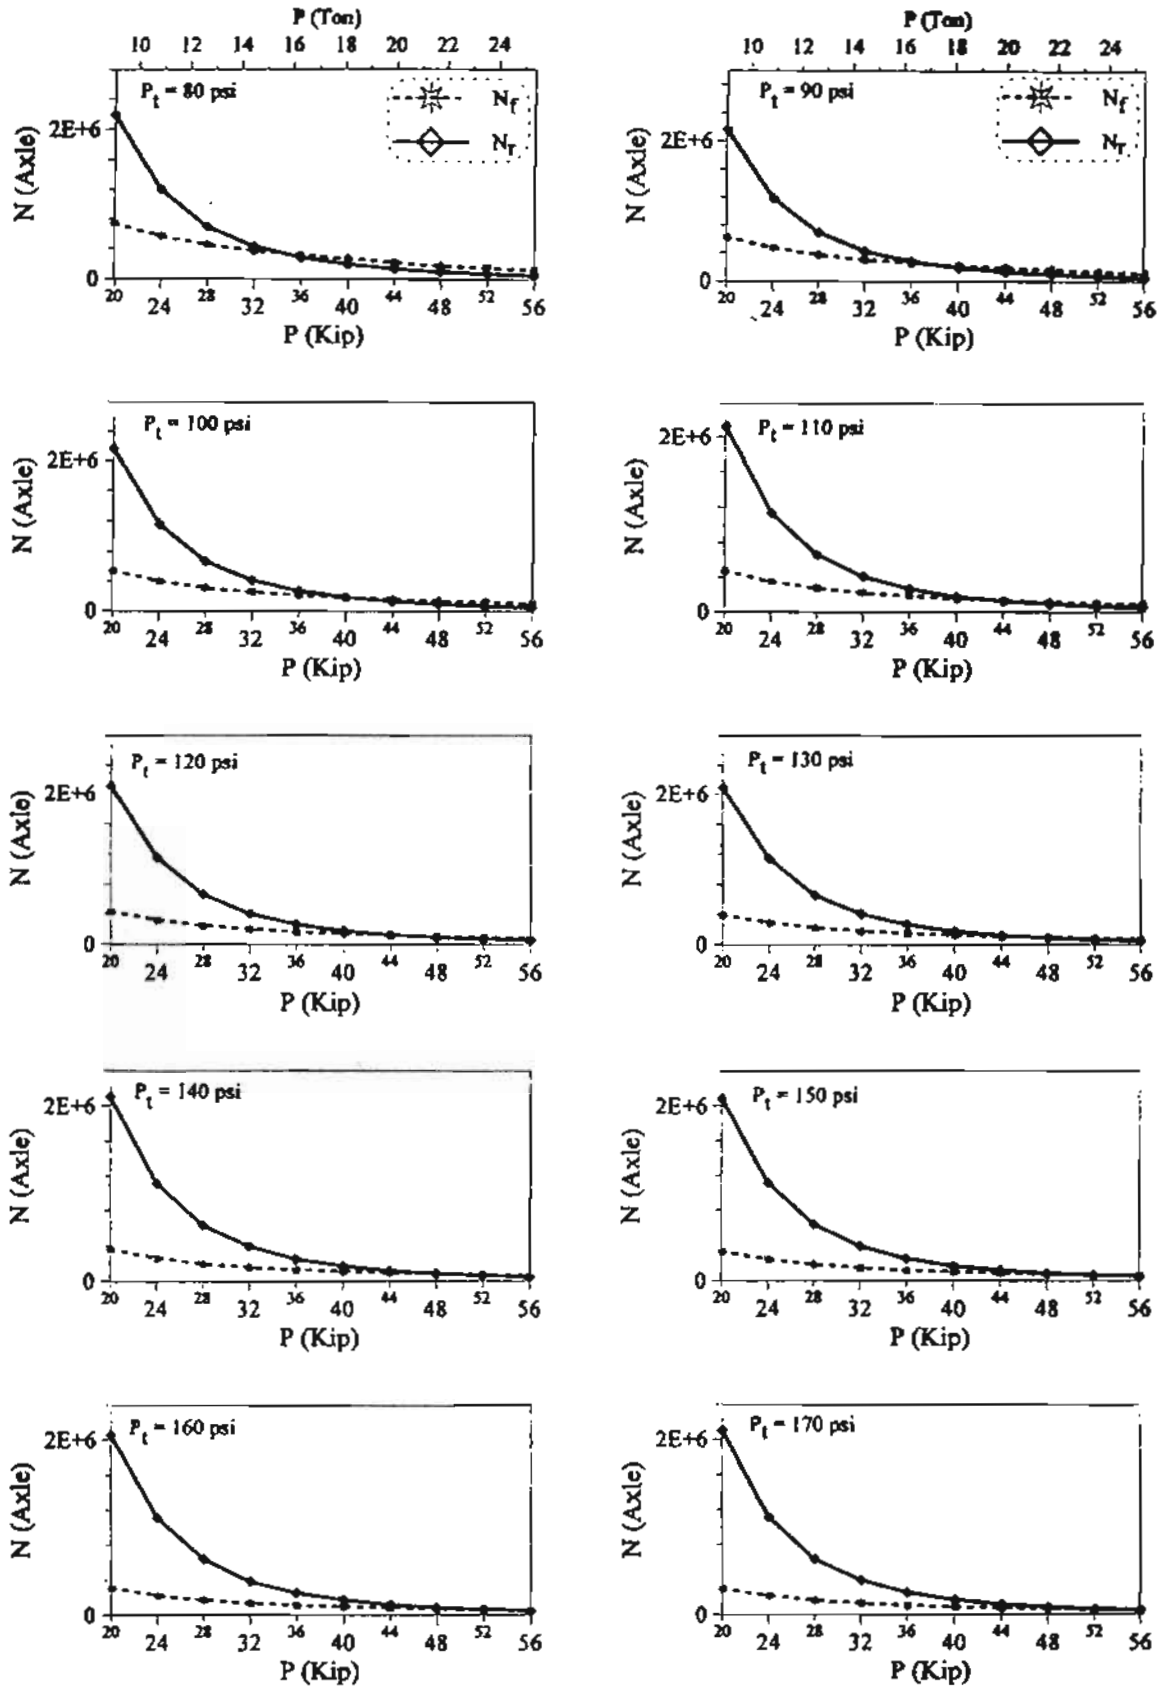 P (Ton) P (Ton)
10 12 14 16 18 20 22 24 10 12 14 16 18 20 22 24
Pt = 80 psi Nf Pt = 90 psi Nf
Nr Nr
2E+6 2E+6
N (Axle) N (Axle)
0 0
20 24 28 32 36 40 44 48 52 56 20 24 28 32 36 40 44 48 52 56
P (Kip) P (Kip)
Pt = 100 psi Pt = 110 psi
2E+6 2E+6
N (Axle) N (Axle)
0 0
20 24 28 32 36 40 44 48 52 56 20 24 28 32 36 40 44 48 52 56
P (Kip) P (Kip)
Pt = 120 psi Pt = 130 psi
2E+6 2E+6
N (Axle) N (Axle)
0 0
20 24 28 32 36 40 44 48 52 56 20 24 28 32 36 40 44 48 52 56
P (Kip) P (Kip)
Pt = 140 psi Pt = 150 psi
2E+6 2E+6
N (Axle) N (Axle)
0 0
20 24 28 32 36 40 44 48 52 56 20 24 28 32 36 40 44 48 52 56
P (Kip) P (Kip)
Pt = 160 psi Pt = 170 psi
2E+6 2E+6
N (Axle) N (Axle)
0 0
20 24 28 32 36 40 44 48 52 56 20 24 28 32 36 40 44 48 52 56
P (Kip) P (Kip)